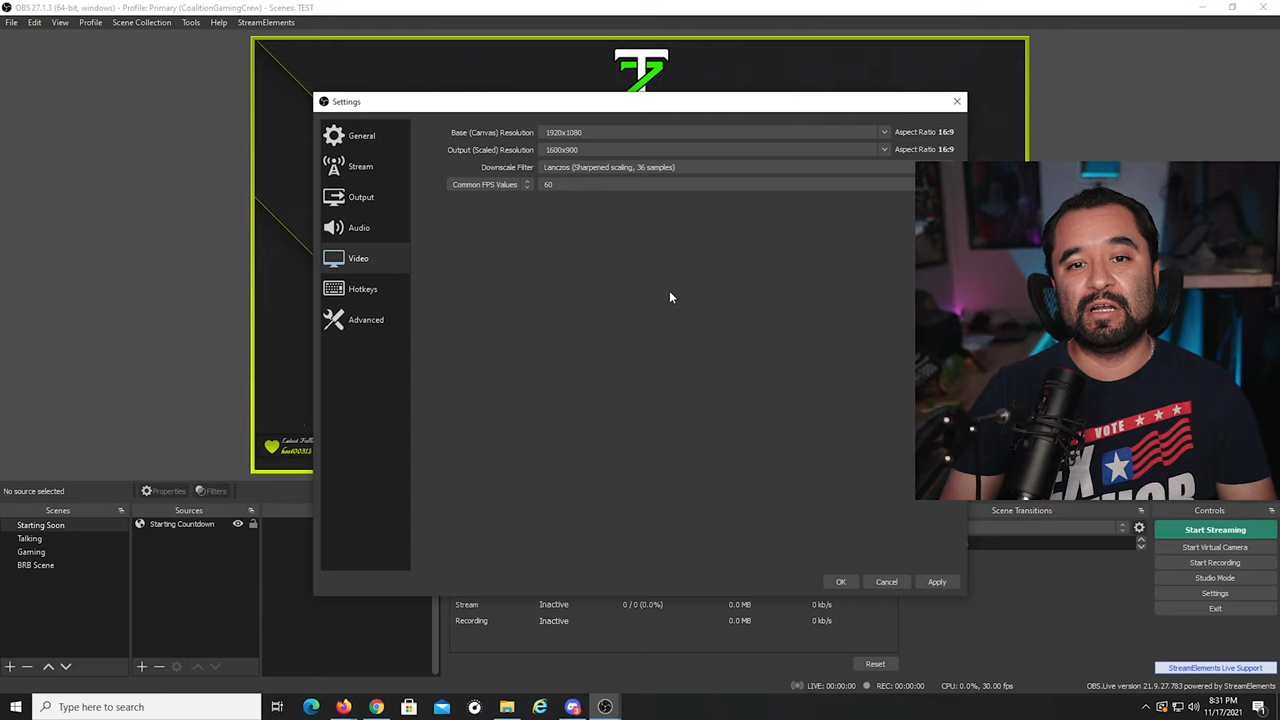 OBS 27.1.3 (64-bit, windows) - Profile: Primary (CoalitionGamingCrew) - Scenes: TEST
File Edit View Profile Scene Collection Tools Help StreamElements
Settings
General
Stream
Output
Audio
Video
Hotkeys
Advanced
Base (Canvas) Resolution 1920x1080 Aspect Ratio 16:9
Output (Scaled) Resolution 1600x900 Aspect Ratio 16:9
Downscale Filter Lanczos (Sharpened scaling, 36 samples)
Common FPS Values 60
OK Cancel Apply
VOTE
Latest Foll
No source selected
Properties Filters
Scenes
Starting Soon
Talking
Gaming
BRB Scene
Sources
Starting Countdown
Stream Inactive 0 / 0 (0.0%) 0.0 MB 0 kb/s
Recording Inactive 0.0 MB 0 kb/s
Reset
Scene Transitions
Controls
Start Streaming
Start Virtual Camera
Start Recording
Studio Mode
Settings
Exit
StreamElements Live Support
LIVE: 00:00:00 REC: 00:00:00 CPU: 0.0%, 30.00 fps OBS.Live version 21.9.27.783 powered by StreamElements
Type here to search
8:31 PM
11/17/2021